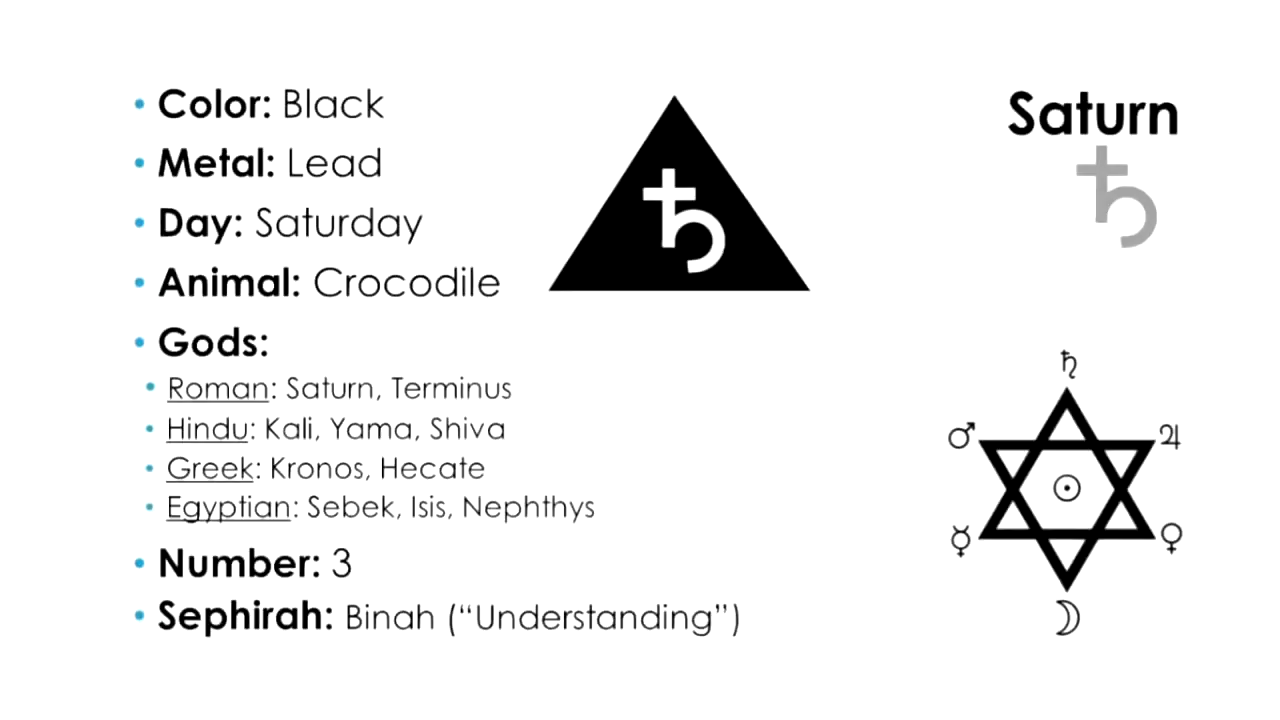 • Color: Black
• Metal: Lead
• Day: Saturday
• Animal: Crocodile
• Gods:
• Roman: Saturn, Terminus
• Hindu: Kali, Yama, Shiva
• Greek: Kronos, Hecate
• Egyptian: Sebek, Isis, Nephthys
• Number: 3
• Sephirah: Binah (“Understanding”)
♄
Saturn
♄
♄
♂ ♃
☉
☿ ♀
☽